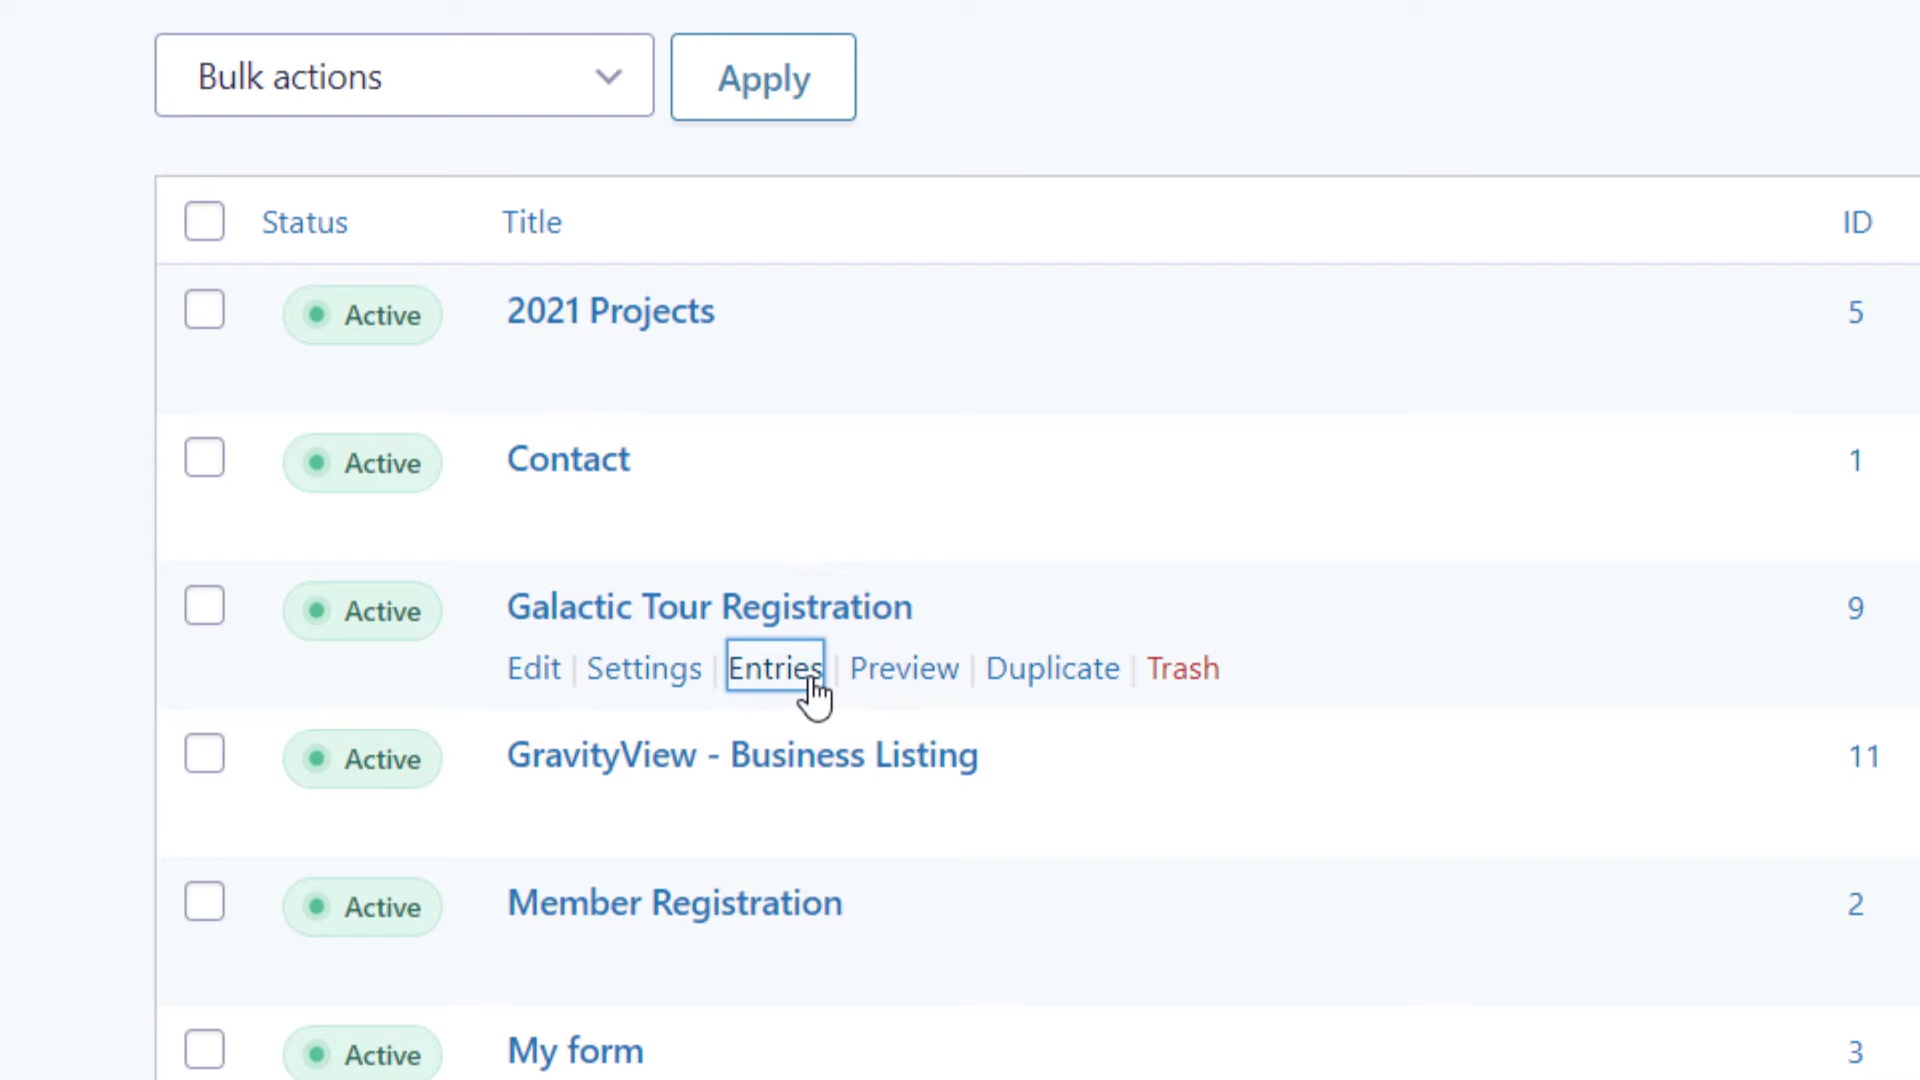 Bulk actions Apply
Status Title ID
Active 2021 Projects 5
Active Contact 1
Active Galactic Tour Registration 9
Edit | Settings | Entries | Preview | Duplicate | Trash
Active GravityView - Business Listing 11
Active Member Registration 2
Active My form 3